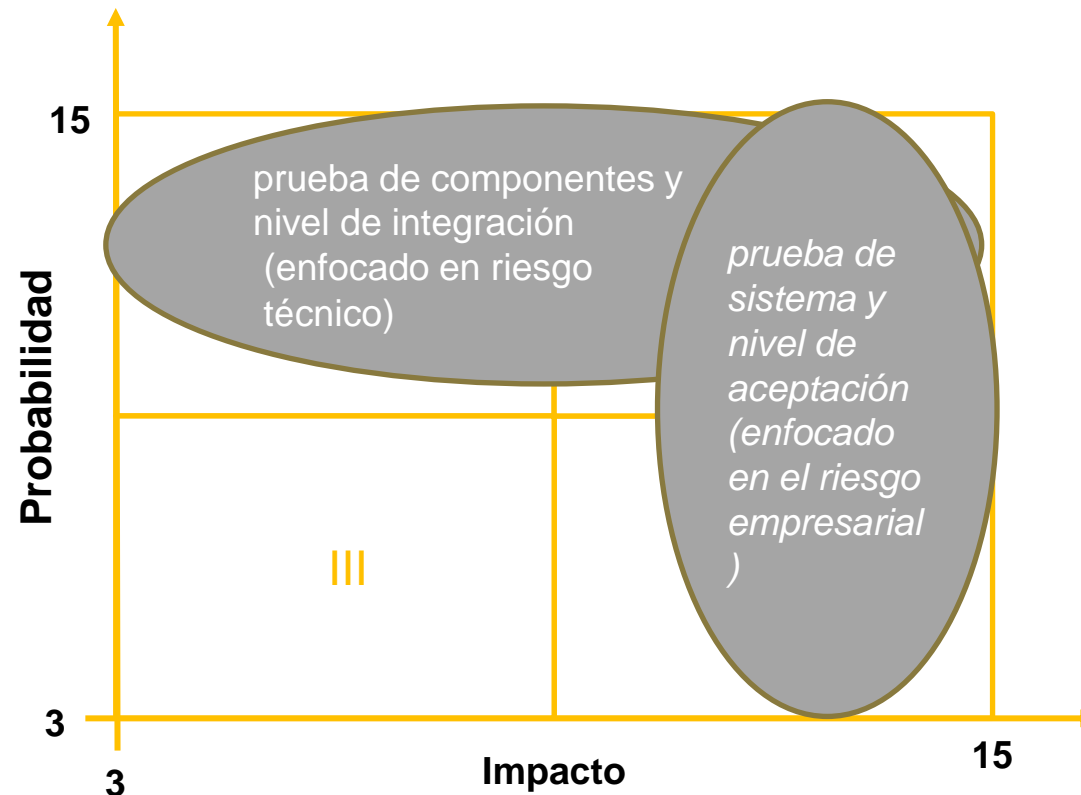 15
prueba de componentes y
nivel de integración
(enfocado en riesgo
técnico)
prueba de
sistema y
nivel de
aceptación
(enfocado
en el riesgo
empresarial
)
Probabilidad
III
3
3
Impacto
15